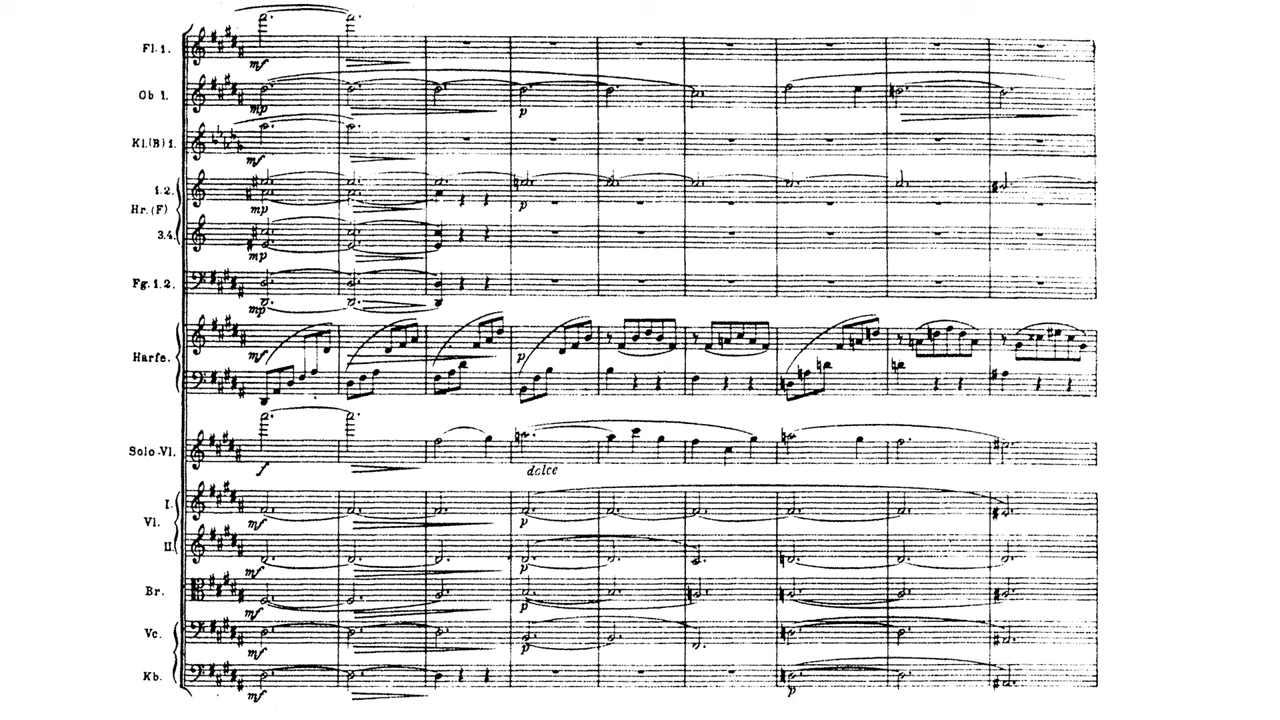 Fl. 1.
mf
Ob 1.
mp
p
Kl.(B) 1.
mf
1.2.
mp
p
Hr. (F)
3.4.
mp
Fg. 1. 2.
mp
Harfe.
mf
p
Solo-Vl.
f
dolce
I.
mf
p
Vl.
II.
mf
p
Br.
mf
p
Vc.
mf
p
Kb.
mf
p